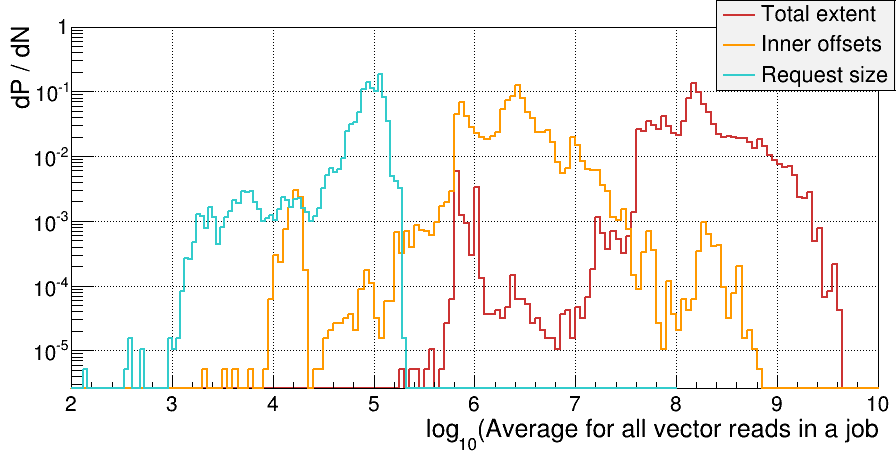 Total extent
Inner offsets
Request size
dP / dN
1
10^-1
10^-2
10^-3
10^-4
10^-5
2 3 4 5 6 7 8 9 10
log_10(Average for all vector reads in a job